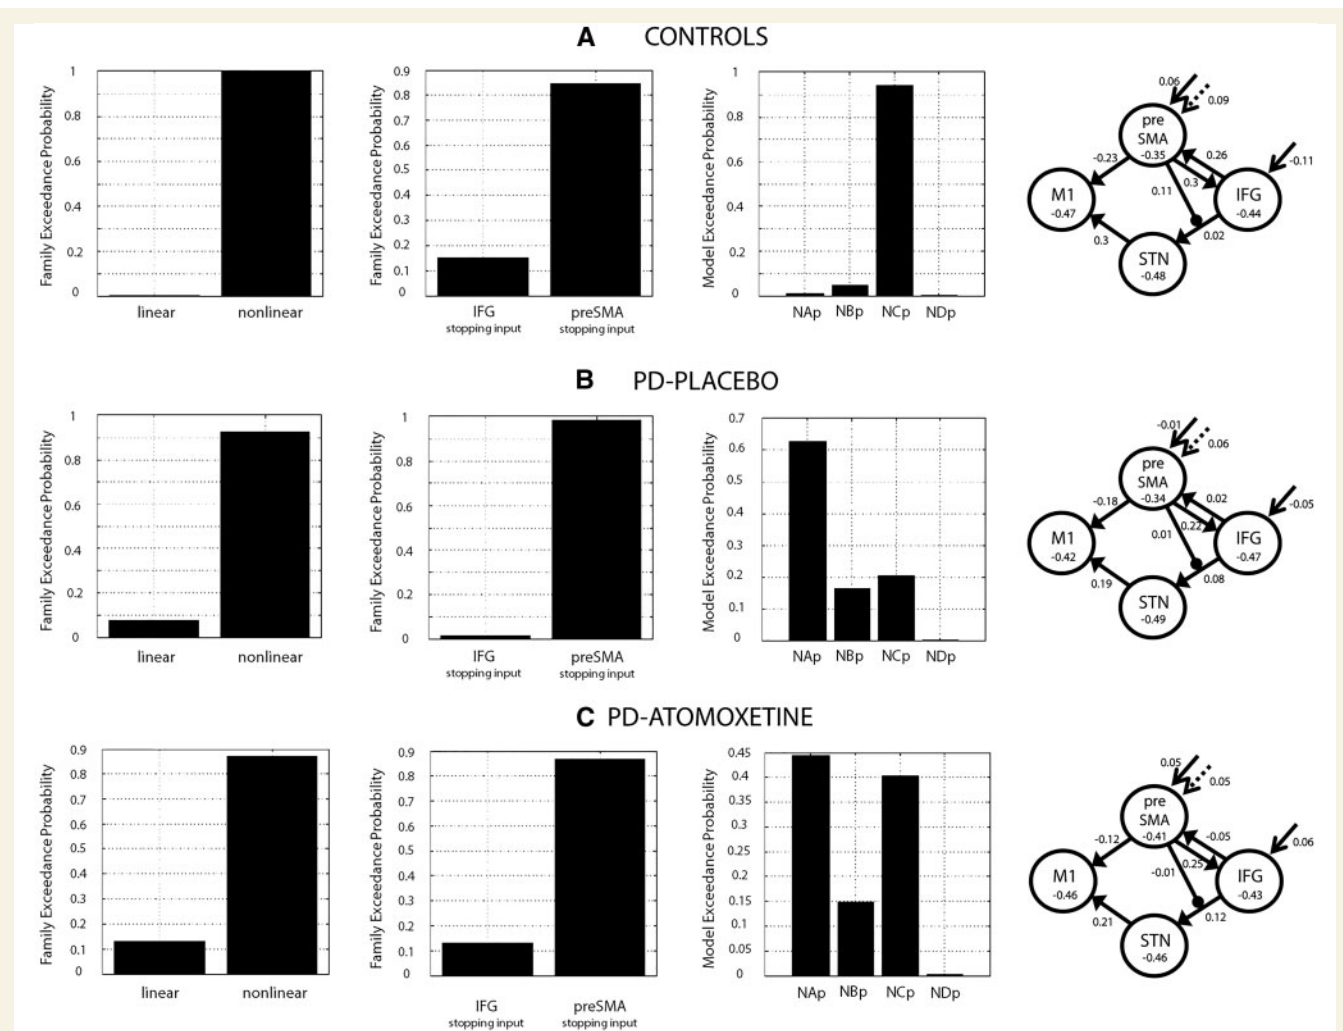 A CONTROLS
Family Exceedance Probability
1
0.8
0.6
0.4
0.2
0
linear nonlinear
Family Exceedance Probability
0.9
0.8
0.7
0.6
0.5
0.4
0.3
0.2
0.1
0
IFG preSMA
stopping input stopping input
Model Exceedance Probability
1
0.8
0.6
0.4
0.2
0
NAp NBp NCp NDp
0.06
0.09
pre
SMA
-0.35
-0.23
0.26
-0.11
0.3
0.11
M1
-0.47
IFG
-0.44
0.3
0.02
STN
-0.48
B PD-PLACEBO
Family Exceedance Probability
1
0.8
0.6
0.4
0.2
0
linear nonlinear
Family Exceedance Probability
1
0.8
0.6
0.4
0.2
0
IFG preSMA
stopping input stopping input
Model Exceedance Probability
0.7
0.6
0.5
0.4
0.3
0.2
0.1
0
NAp NBp NCp NDp
-0.01
0.06
pre
SMA
-0.34
-0.18
0.02
-0.05
0.22
0.01
M1
-0.42
IFG
-0.47
0.19
0.08
STN
-0.49
C PD-ATOMOXETINE
Family Exceedance Probability
0.9
0.8
0.7
0.6
0.5
0.4
0.3
0.2
0.1
0
linear nonlinear
Family Exceedance Probability
0.9
0.8
0.7
0.6
0.5
0.4
0.3
0.2
0.1
0
IFG preSMA
stopping input stopping input
Model Exceedance Probability
0.45
0.4
0.35
0.3
0.25
0.2
0.15
0.1
0.05
0
NAp NBp NCp NDp
0.05
0.05
pre
SMA
-0.41
-0.12
-0.05
0.06
0.25
-0.01
M1
-0.46
IFG
-0.43
0.21
0.12
STN
-0.46